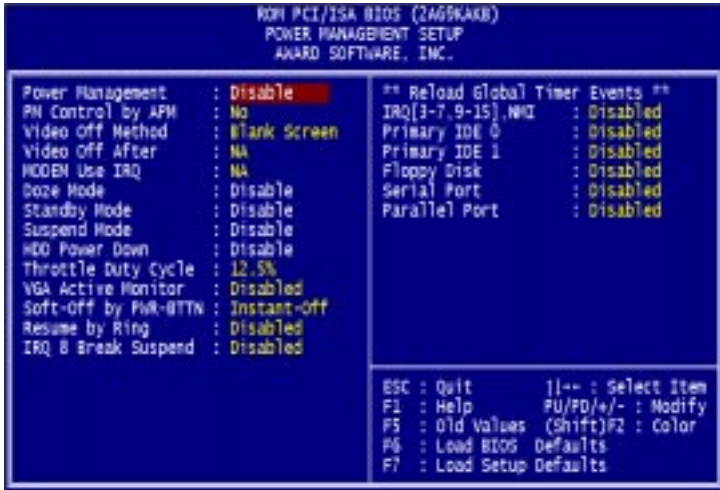 ROM PCI/ISA BIOS (2A69KAKB)
POWER MANAGEMENT SETUP
AWARD SOFTWARE, INC.
Power Management : Disable
PM Control by APM : No
Video Off Method : Blank Screen
Video Off After : NA
MODEM Use IRQ : NA
Doze Mode : Disable
Standby Mode : Disable
Suspend Mode : Disable
HDD Power Down : Disable
Throttle Duty Cycle : 12.5%
VGA Active Monitor : Disabled
Soft-Off by PWR-BTTN : Instant-Off
Resume by Ring : Disabled
IRQ 8 Break Suspend : Disabled
** Reload Global Timer Events **
IRQ[3-7,9-15],NMI : Disabled
Primary IDE 0 : Disabled
Primary IDE 1 : Disabled
Floppy Disk : Disabled
Serial Port : Disabled
Parallel Port : Disabled
ESC : Quit : Select Item
F1 : Help PU/PD/+/- : Modify
F5 : Old Values (Shift)F2 : Color
F6 : Load BIOS Defaults
F7 : Load Setup Defaults